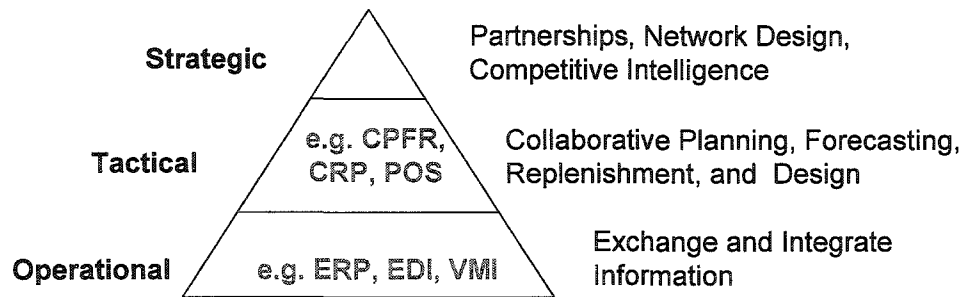 Strategic
Partnerships, Network Design,
Competitive Intelligence
Tactical
e.g. CPFR,
CRP, POS
Collaborative Planning, Forecasting,
Replenishment, and Design
Operational
e.g. ERP, EDI, VMI
Exchange and Integrate
Information